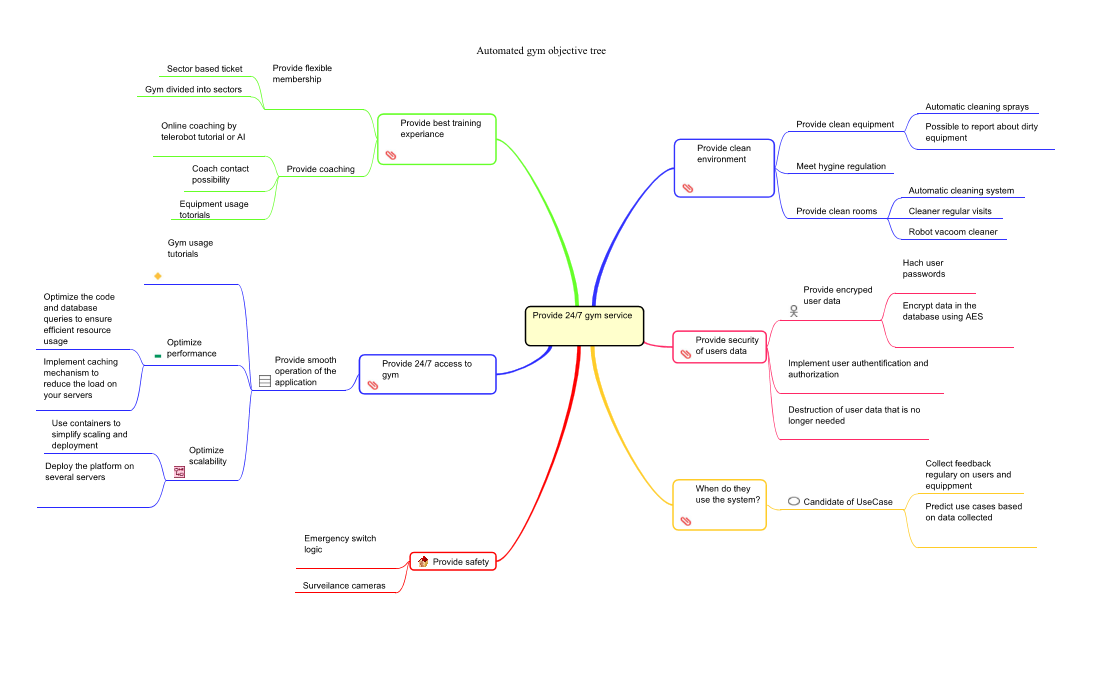 Automated gym objective tree
Sector based ticket
Gym divided into sectors
Provide flexible
membership
Online coaching by
telerobot tutorial or AI
Coach contact
possibility
Equipment usage
totorials
Provide coaching
Provide best training
experiance
Gym usage
tutorials
Optimize the code
and database
queries to ensure
efficient resource
usage
Implement caching
mechanism to
reduce the load on
your servers
Optimize
performance
Use containers to
simplify scaling and
deployment
Deploy the platform on
several servers
Optimize
scalability
Provide smooth
operation of the
application
Provide 24/7 access to
gym
Emergency switch
logic
Surveilance cameras
Provide safety
Provide 24/7 gym service
Provide clean
environment
Provide clean equipment
Automatic cleaning sprays
Possible to report about dirty
equipment
Meet hygine regulation
Provide clean rooms
Automatic cleaning system
Cleaner regular visits
Robot vacoom cleaner
Provide security
of users data
Provide encryped
user data
Hach user
passwords
Encrypt data in the
database using AES
Implement user authentification and
authorization
Destruction of user data that is no
longer needed
When do they
use the system?
Candidate of UseCase
Collect feedback
regulary on users and
equippment
Predict use cases based
on data collected